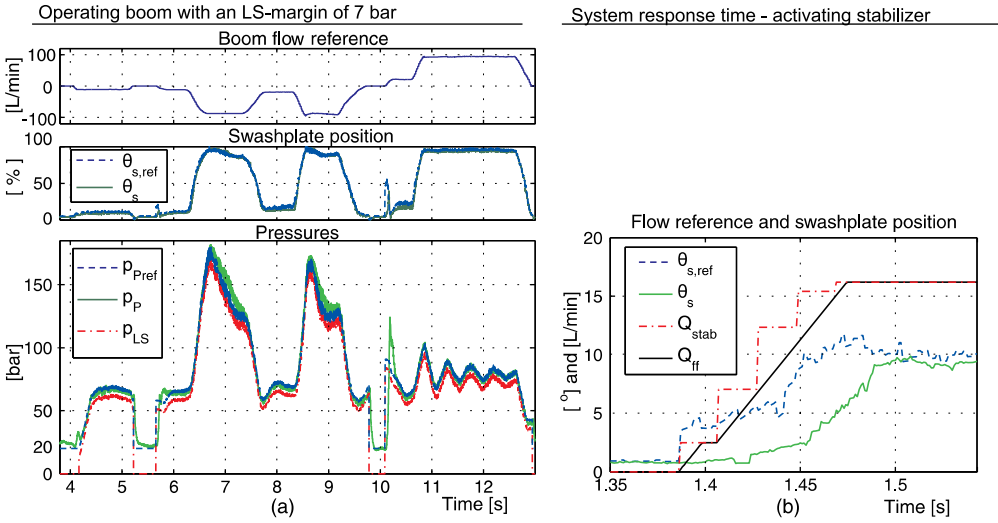 Operating boom with an LS-margin of 7 bar
Boom flow reference
[L/min]
100
0
-100
Swashplate position
[ % ]
100
50
0
θs,ref
θs
Pressures
[bar]
150
100
50
20
0
pPref
pP
pLS
4 5 6 7 8 9 10 11 12
(a)
Time [s]
System response time - activating stabilizer
Flow reference and swashplate position
[ °] and [L/min]
20
15
10
5
0
θs,ref
θs
Qstab
Qff
1.35 1.4 1.45 1.5
(b)
Time [s]